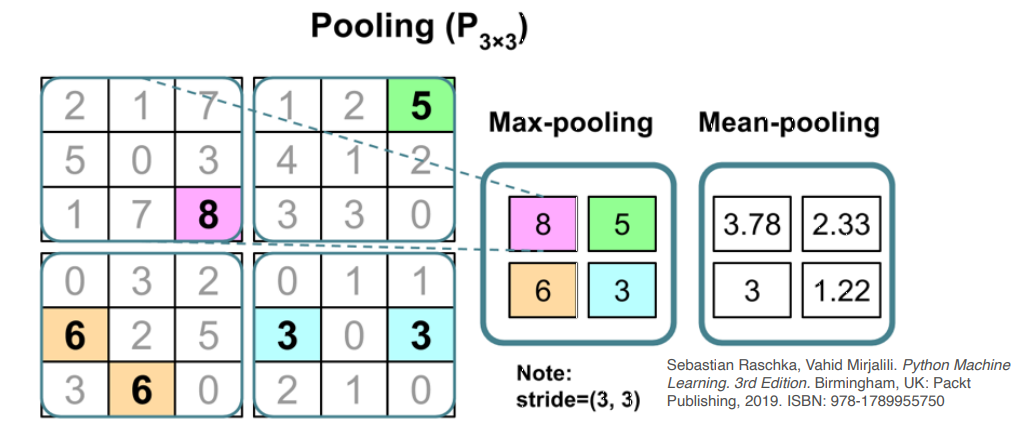 Pooling (P3×3)
2 1 7 1 2 5
5 0 3 4 1 2
1 7 8 3 3 0
0 3 2 0 1 1
6 2 5 3 0 3
3 6 0 2 1 0
Max-pooling
8 5
6 3
Mean-pooling
3.78 2.33
3 1.22
Note:
stride=(3, 3)
Sebastian Raschka, Vahid Mirjalili. Python Machine
Learning. 3rd Edition. Birmingham, UK: Packt
Publishing, 2019. ISBN: 978-1789955750